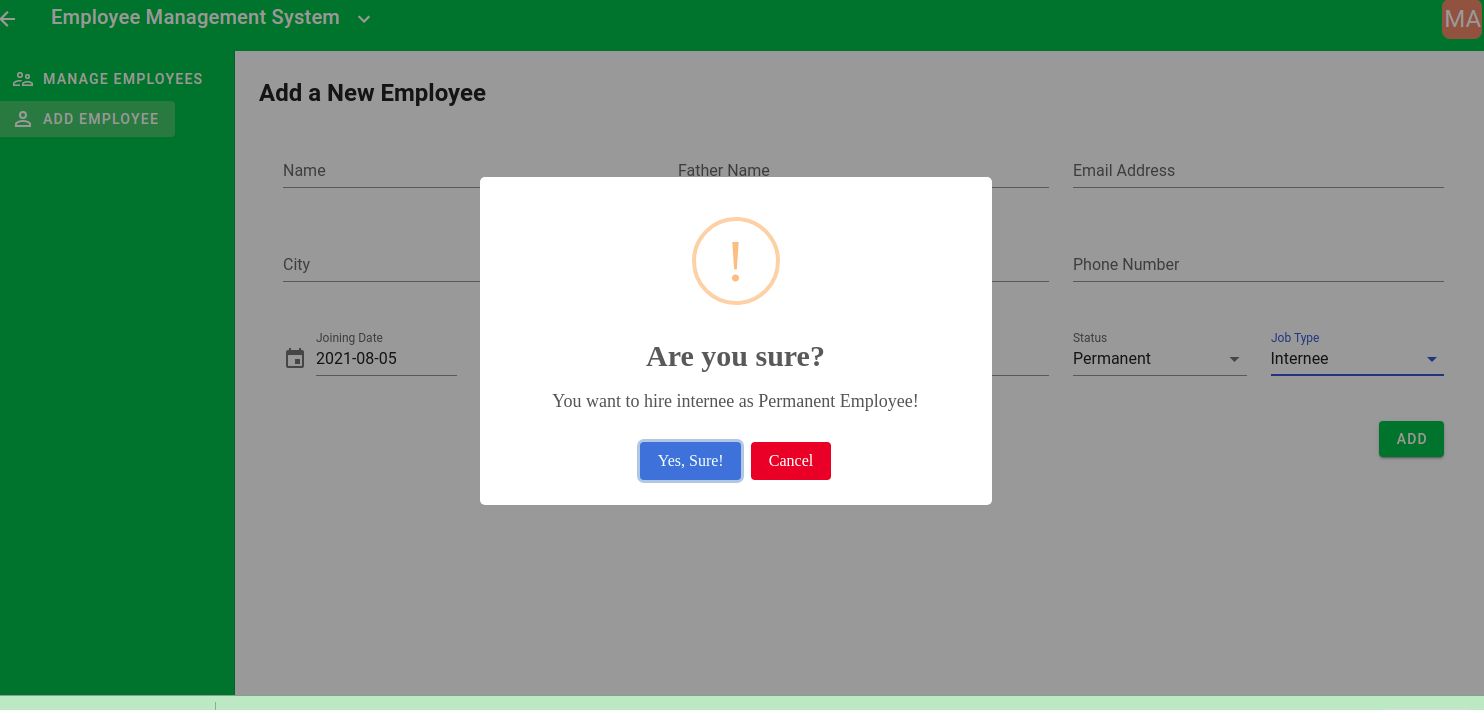 Employee Management System
MA
MANAGE EMPLOYEES
ADD EMPLOYEE
Add a New Employee
Name
Father Name
Email Address
City
Phone Number
Joining Date
2021-08-05
Status
Permanent
Job Type
Internee
ADD
!
Are you sure?
You want to hire internee as Permanent Employee!
Yes, Sure!
Cancel